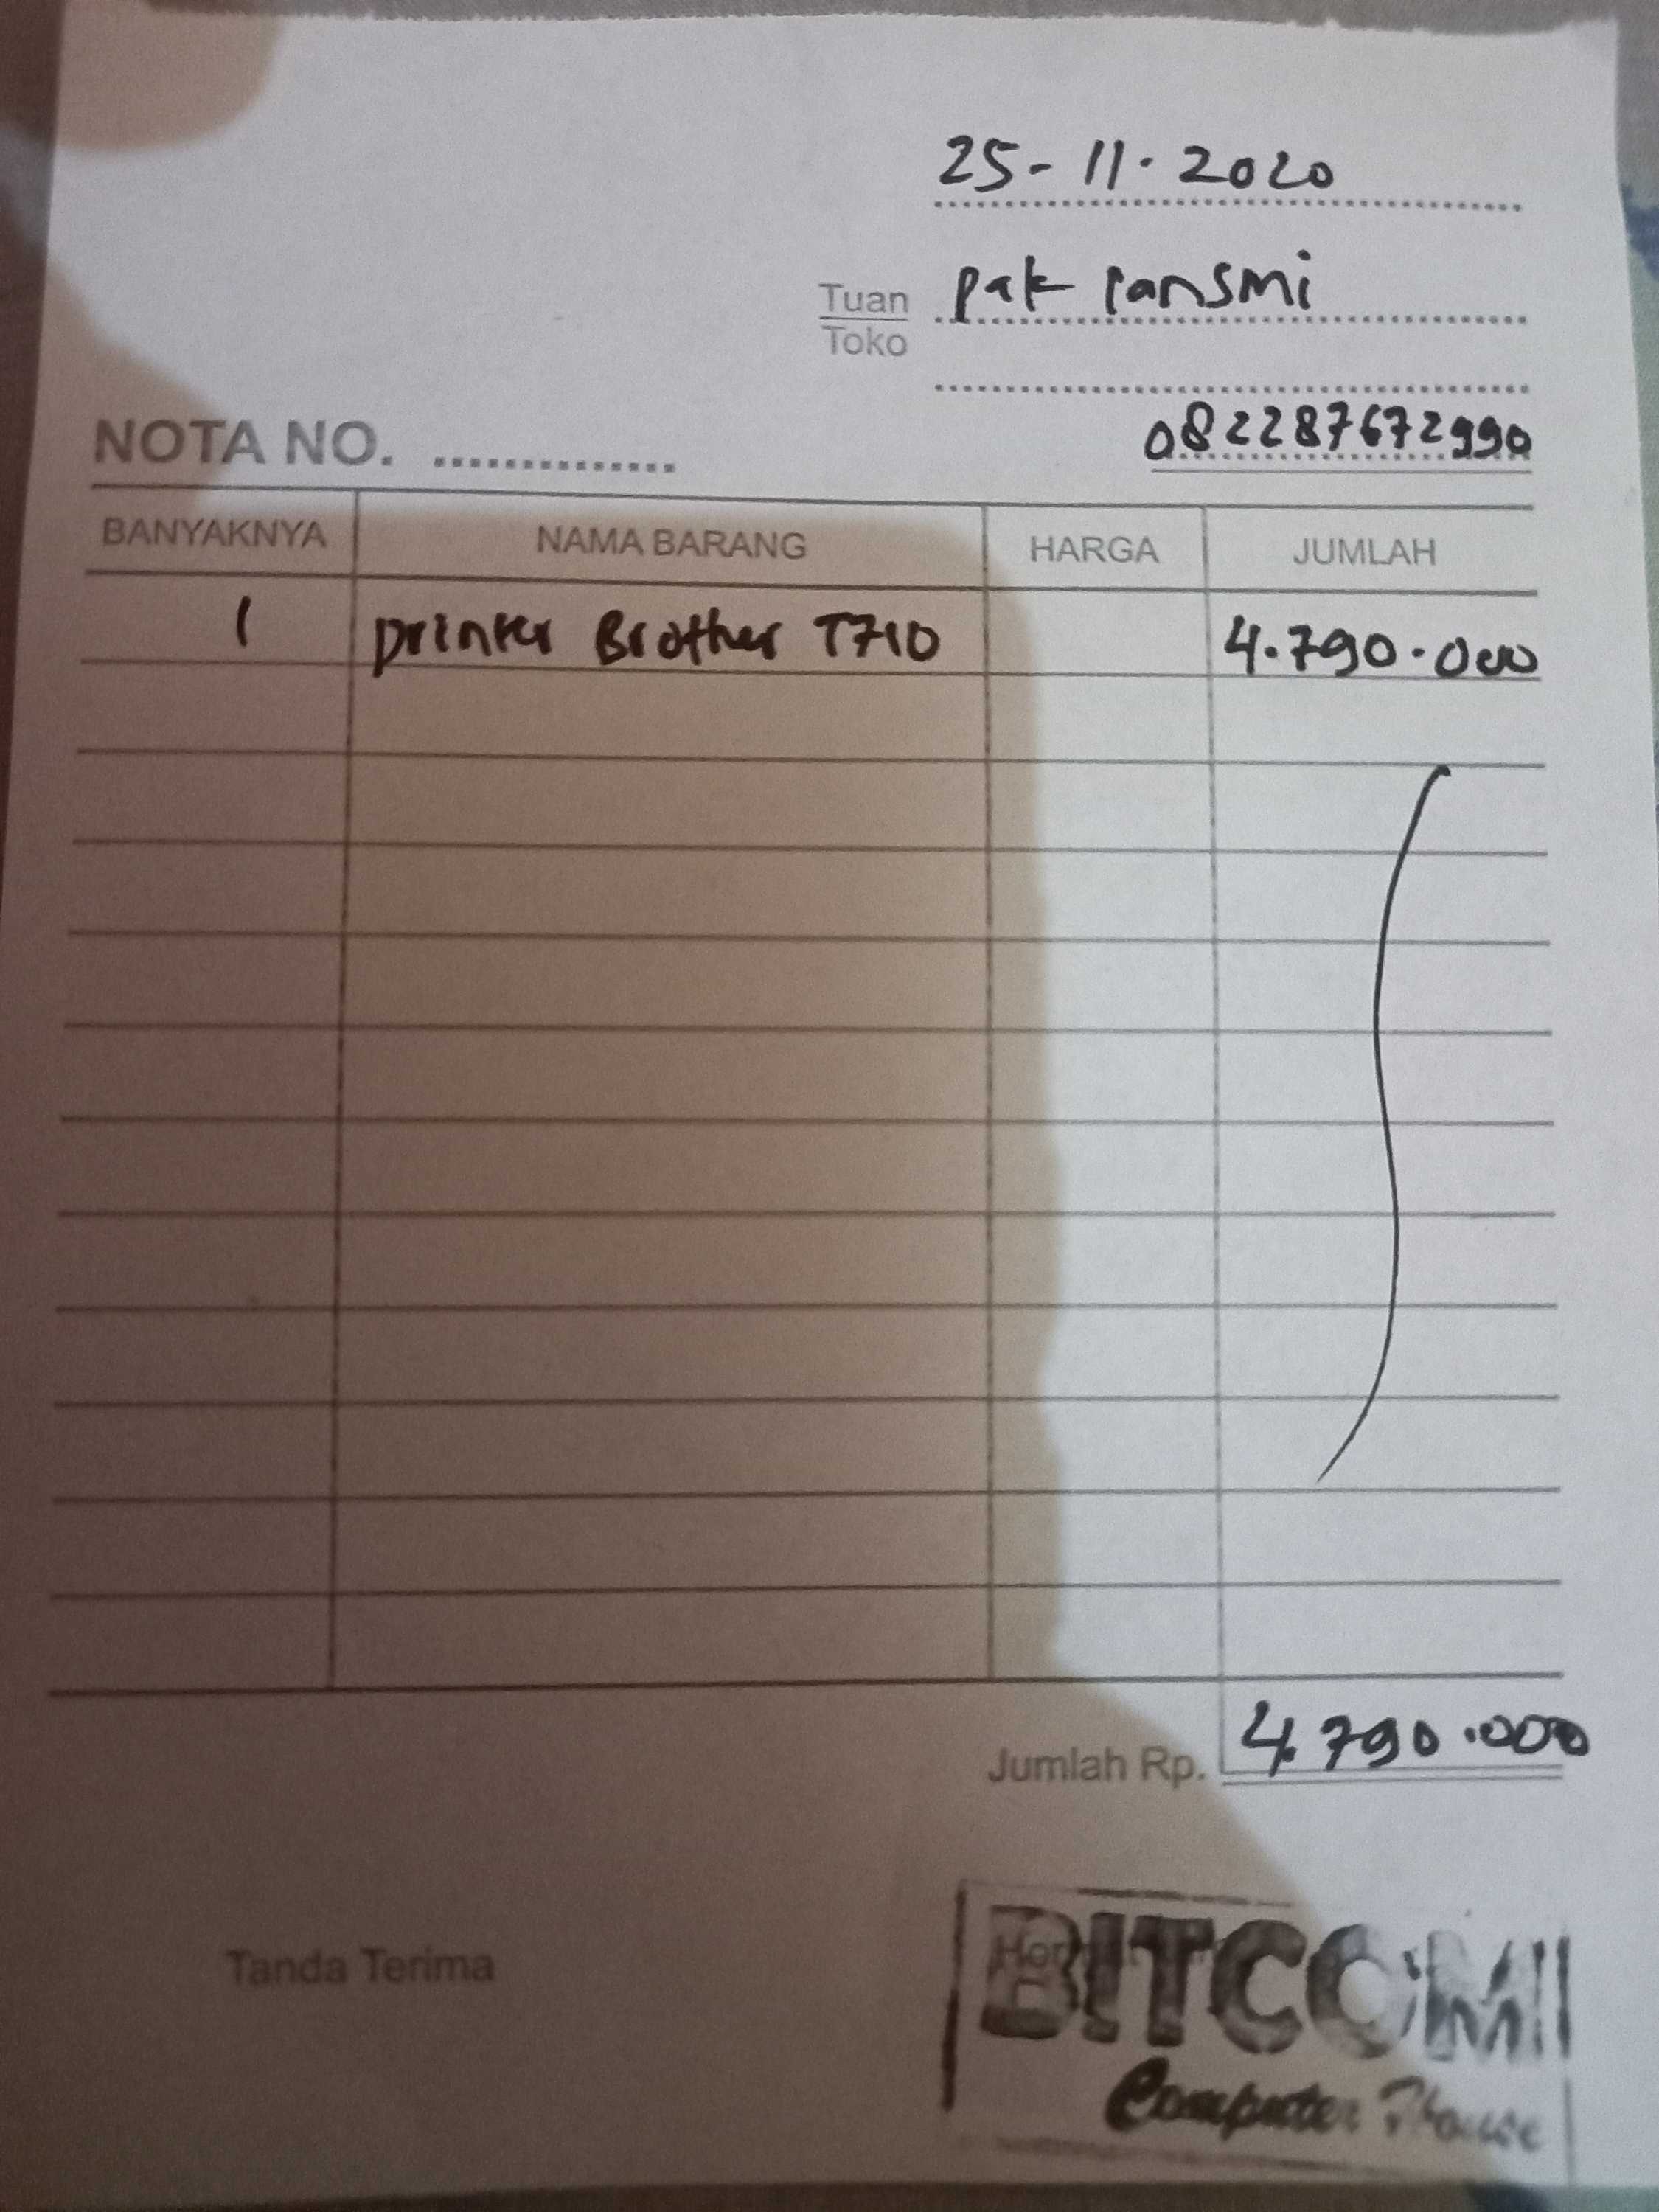 25-11.2020
Tuan pak
Toko
082287672990
NOTA NO. ...............
BANYAKNYA NAMA BARANG HARGA JUMLAH
1 printer Brother T710 4.790.000
Jumlah Rp. 4.790.000
Tanda Terima
BITCOM
Computer House